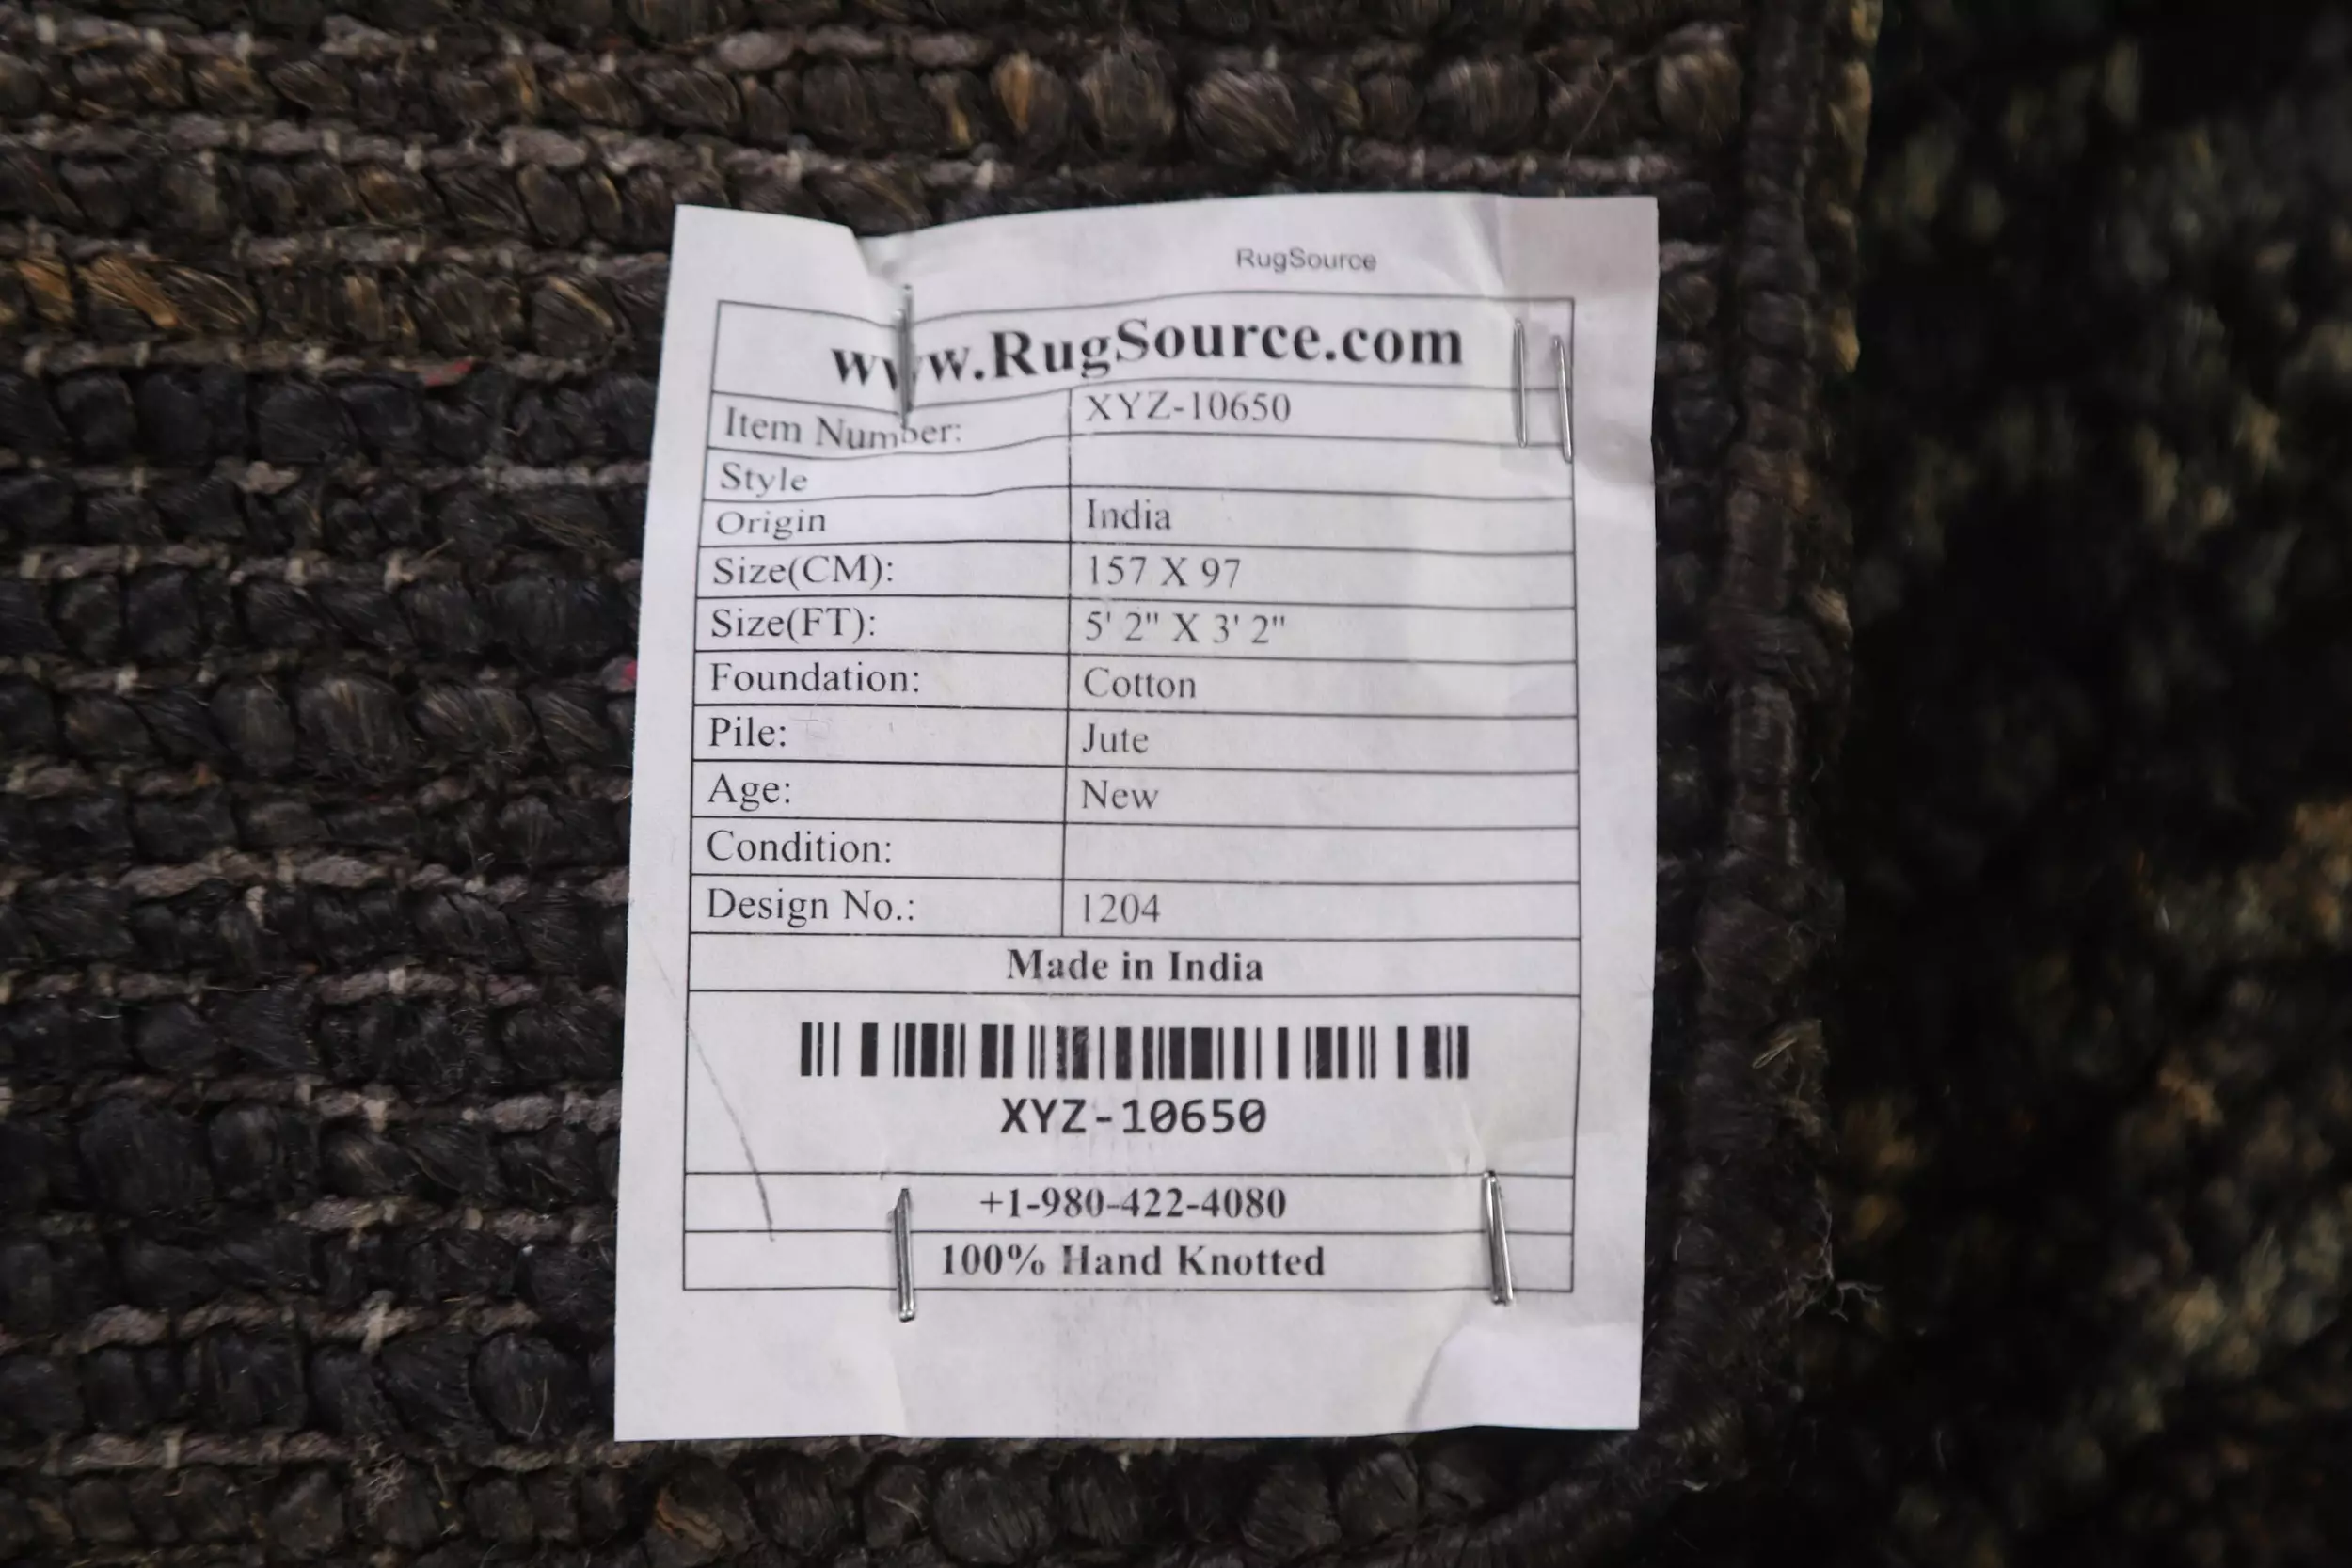 RugSource
www.RugSource.com
Item Number: XYZ-10650
Style
Origin India
Size(CM): 157 X 97
Size(FT): 5' 2" X 3' 2"
Foundation: Cotton
Pile: Jute
Age: New
Condition:
Design No.: 1204
Made in India
XYZ-10650
+1-980-422-4080
100% Hand Knotted